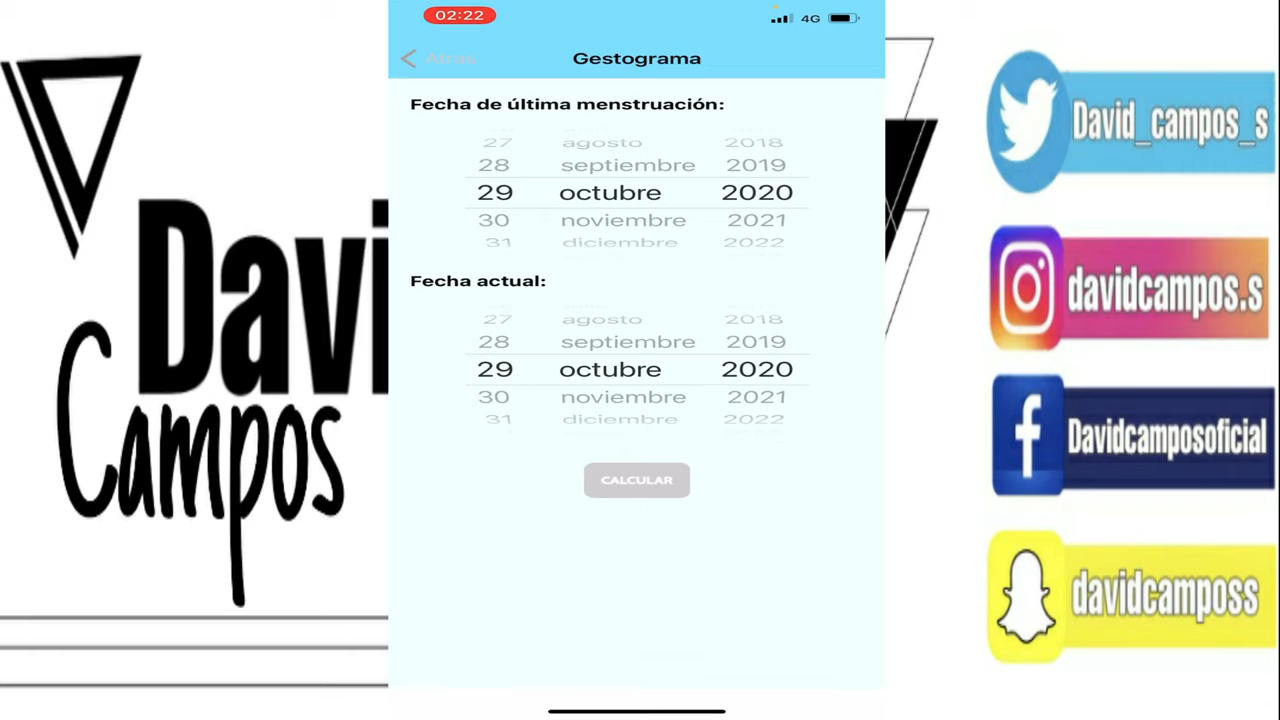 02:22
4G
Atrás
Gestograma
Fecha de última menstruación:
27 agosto 2018
28 septiembre 2019
29 octubre 2020
30 noviembre 2021
31 diciembre 2022
Fecha actual:
27 agosto 2018
28 septiembre 2019
29 octubre 2020
30 noviembre 2021
31 diciembre 2022
CALCULAR
Davi
Campos
David_campos_s
davidcampos.s
Davidcamposoficial
davidcamposs